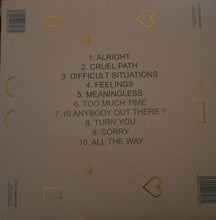 1. ALRIGHT
2. CRUEL PATH
3. DIFFICULT SITUATIONS
4. FEELINGS
5. MEANINGLESS
6. TOO MUCH TIME
7. IS ANYBODY OUT THERE ?
8. TURN YOU
9. SORRY
10. ALL THE WAY